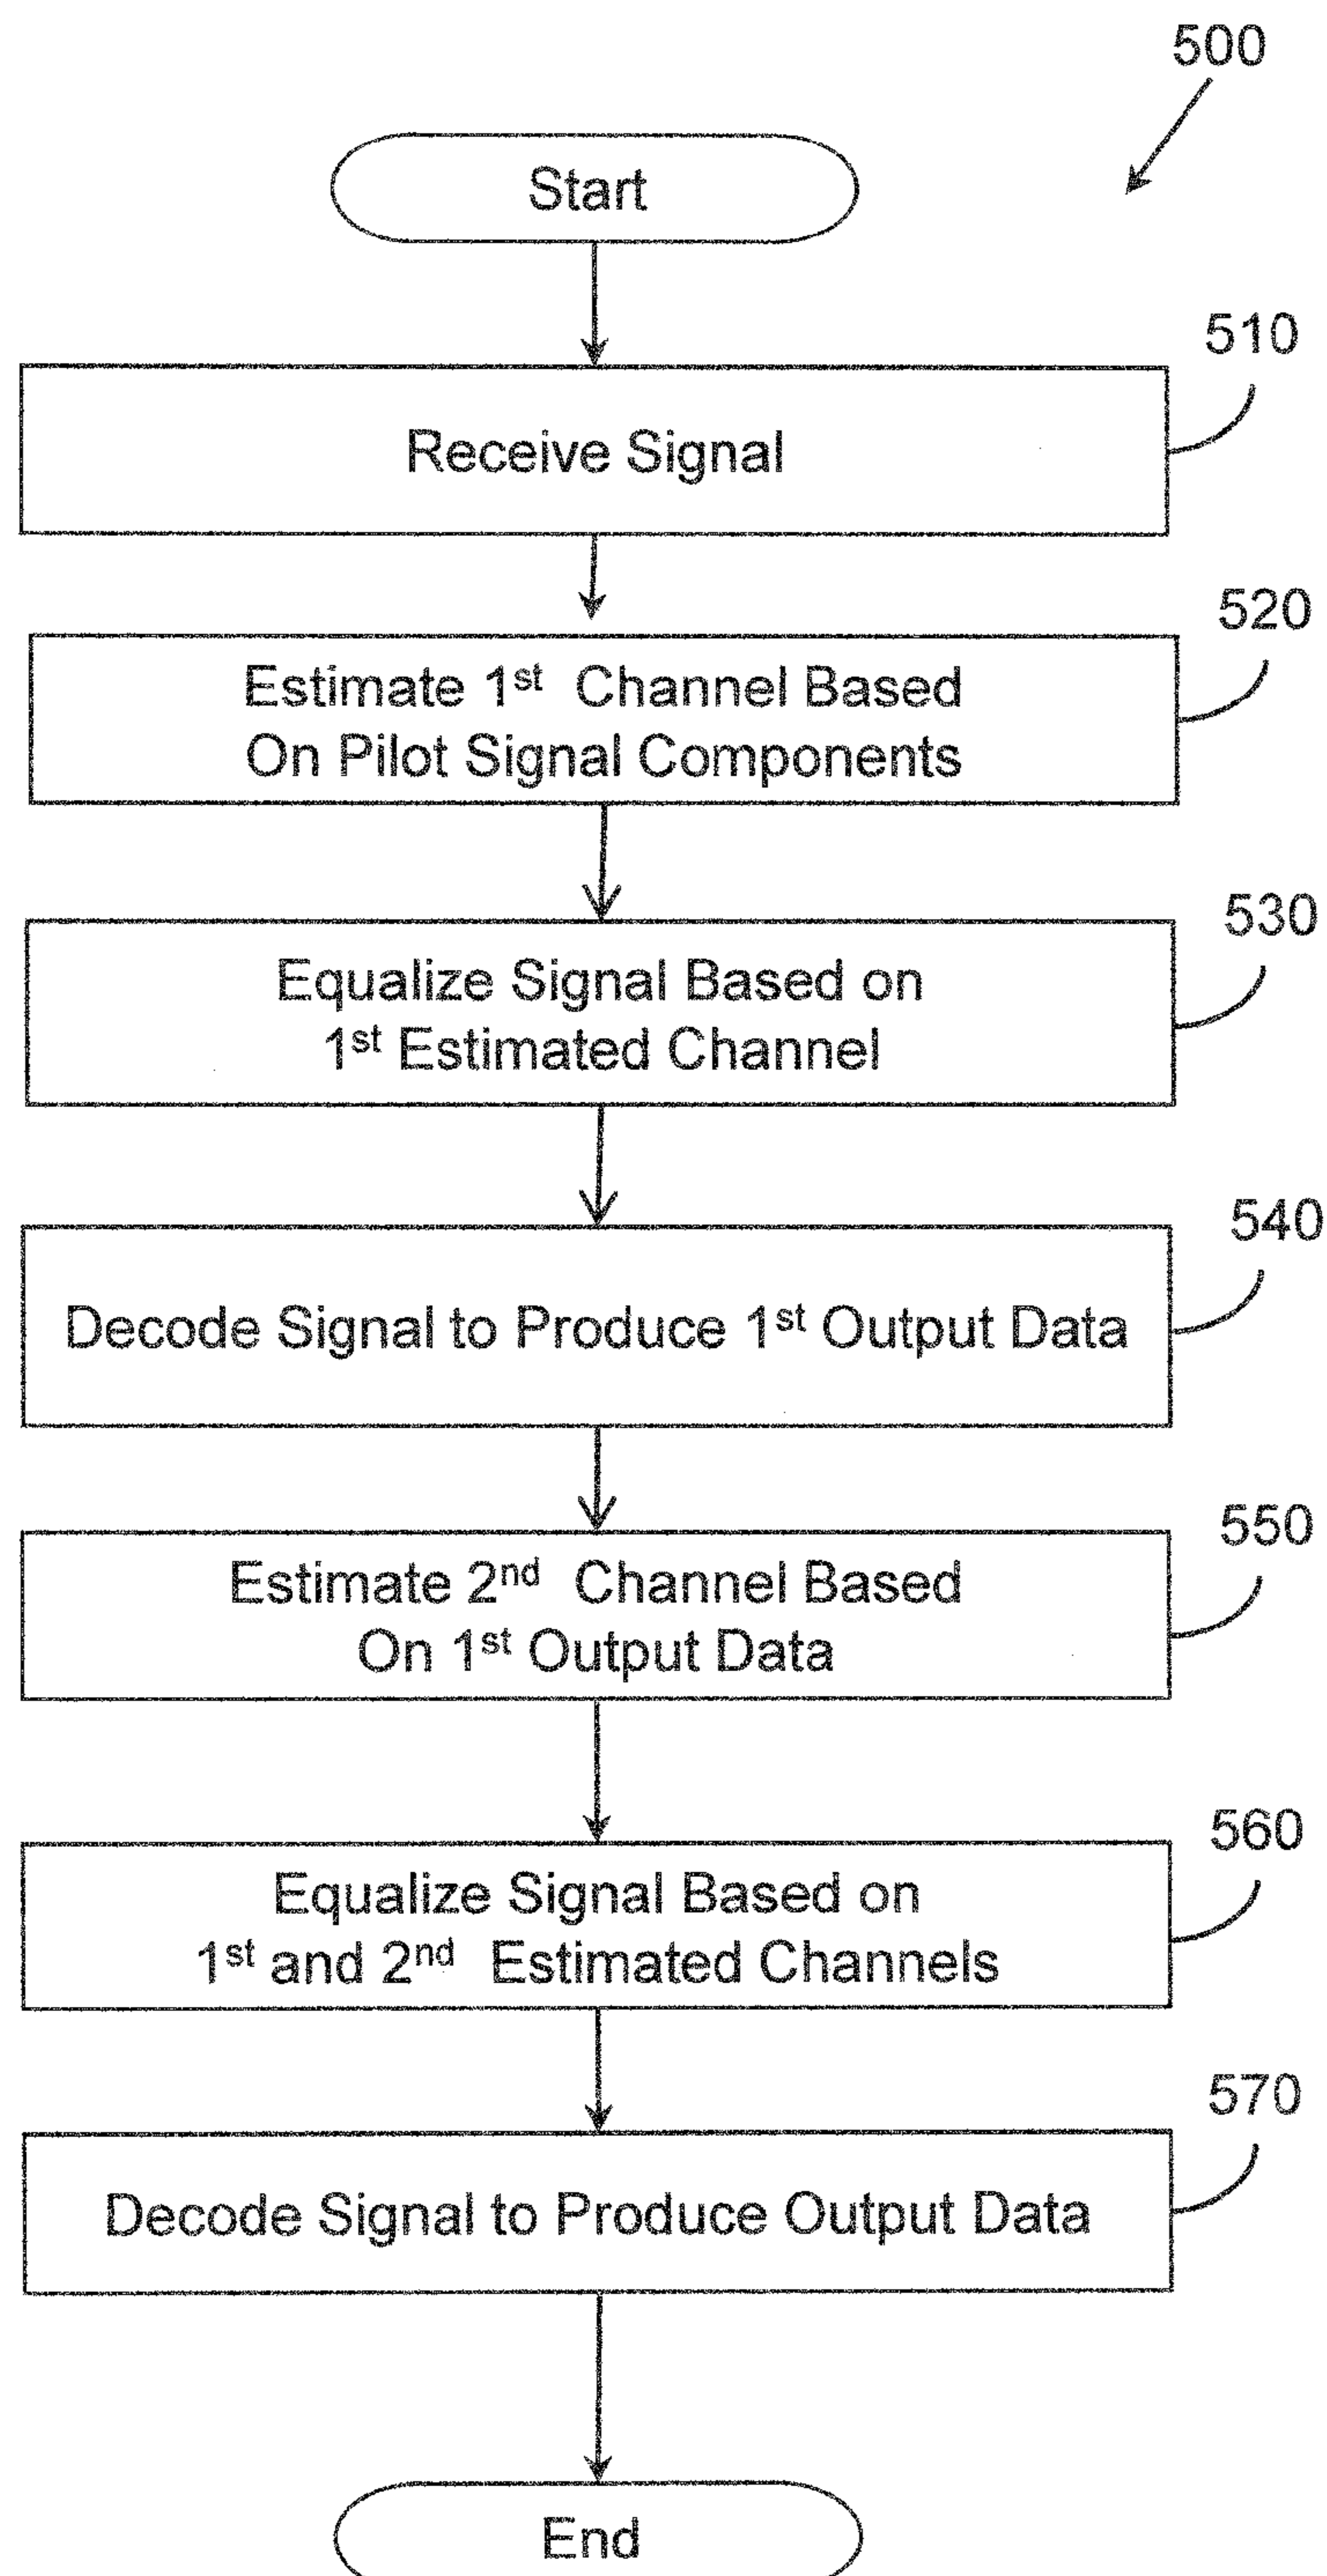 500
Start
510
Receive Signal
520
Estimate 1st Channel Based
On Pilot Signal Components
530
Equalize Signal Based on
1st Estimated Channel
540
Decode Signal to Produce 1st Output Data
550
Estimate 2nd Channel Based
On 1st Output Data
560
Equalize Signal Based on
1st and 2nd Estimated Channels
570
Decode Signal to Produce Output Data
End